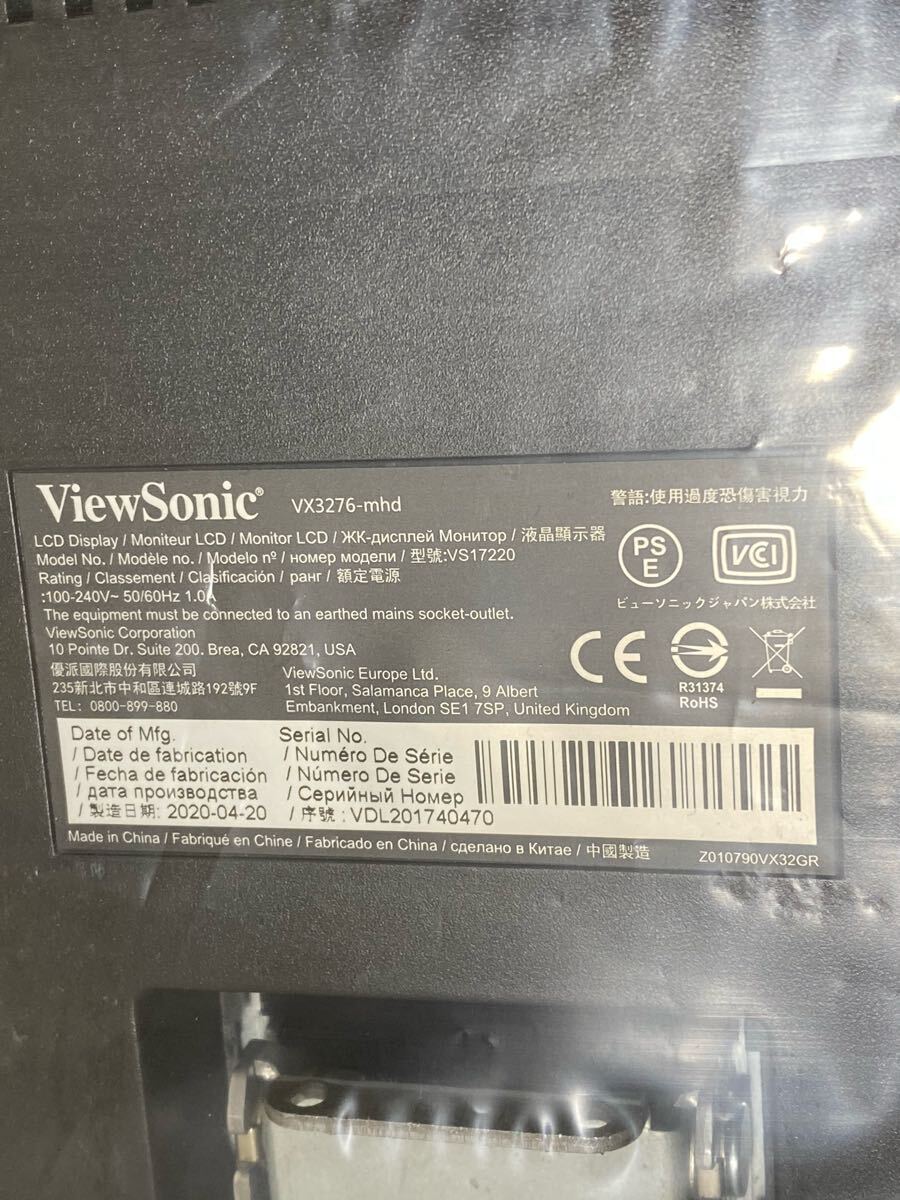 ViewSonic® VX3276-mhd
警語:使用過度恐傷害視力
LCD Display / Moniteur LCD / Monitor LCD / ЖК-дисплей Монитор / 液晶顯示器
Model No. / Modèle no. / Modelo nº / номер модели / 型號:VS17220
Rating / Classement / Clasificación / ранг / 額定電源
:100-240V~ 50/60Hz 1.0A
The equipment must be connected to an earthed mains socket-outlet.
PS
E
VCCI
ビューソニックジャパン株式会社
ViewSonic Corporation
10 Pointe Dr. Suite 200. Brea, CA 92821, USA
優派國際股份有限公司
235新北市中和區連城路192號9F
TEL: 0800-899-880
ViewSonic Europe Ltd.
1st Floor, Salamanca Place, 9 Albert
Embankment, London SE1 7SP, United Kingdom
CE
R31374
RoHS
Date of Mfg.
/ Date de fabrication
/ Fecha de fabricación
/ дата производства
/ 製造日期: 2020-04-20
Serial No.
/ Numéro De Série
/ Número De Serie
/ Серийный Номер
/ 序號 : VDL201740470
Made in China / Fabriqué en Chine / Fabricado en China / сделано в Китае / 中國製造
Z010790VX32GR